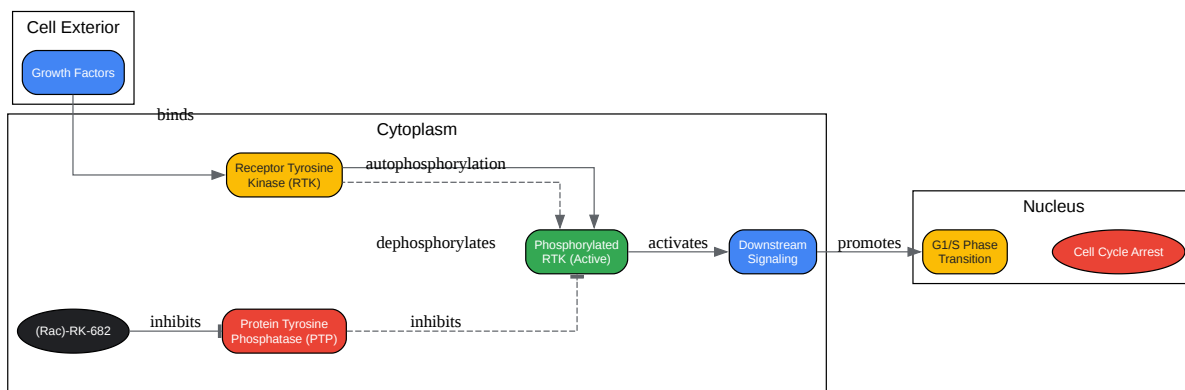 Cell Exterior
Growth Factors
binds
Cytoplasm
Receptor Tyrosine
Kinase (RTK)
autophosphorylation
dephosphorylates
Phosphorylated
RTK (Active)
activates
Downstream
Signaling
promotes
Nucleus
G1/S Phase
Transition
Cell Cycle Arrest
(Rac)-RK-682
inhibits
Protein Tyrosine
Phosphatase (PTP)
inhibits